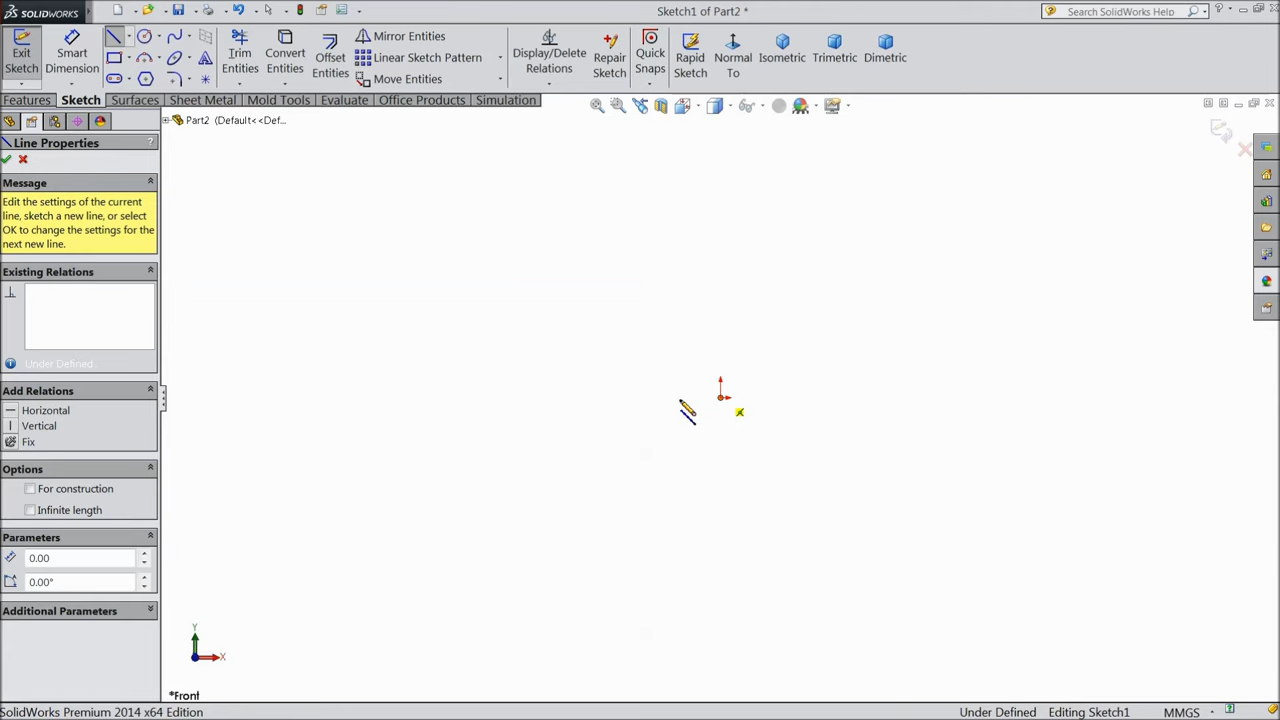 SOLIDWORKS
Sketch1 of Part2 *
Search SolidWorks Help
Exit Sketch
Smart Dimension
Trim Entities
Convert Entities
Offset Entities
Mirror Entities
Linear Sketch Pattern
Move Entities
Display/Delete Relations
Repair Sketch
Quick Snaps
Rapid Sketch
Normal To
Isometric
Trimetric
Dimetric
Features
Sketch
Surfaces
Sheet Metal
Mold Tools
Evaluate
Office Products
Simulation
Part2 (Default<<Def...
Line Properties
?
Message
Edit the settings of the current
line, sketch a new line, or select
OK to change the settings for the
next new line.
Existing Relations
Under Defined
Add Relations
Horizontal
Vertical
Fix
Options
For construction
Infinite length
Parameters
0.00
0.00°
Additional Parameters
Y
X
*Front
SolidWorks Premium 2014 x64 Edition
Under Defined
Editing Sketch1
MMGS